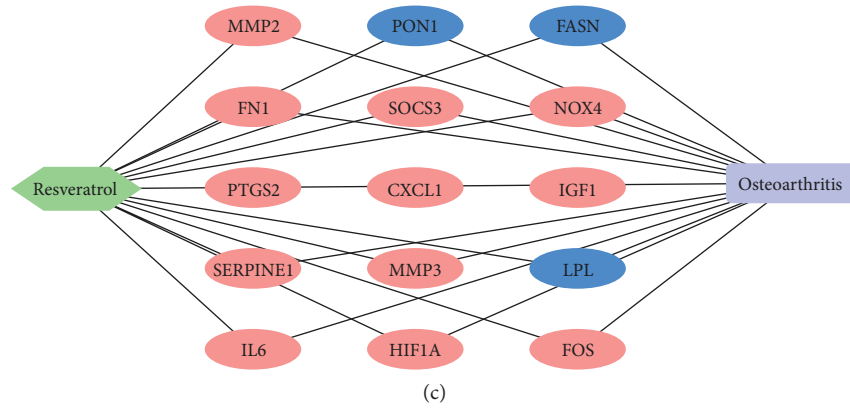 MMP2 PON1 FASN
FN1 SOCS3 NOX4
Resveratrol PTGS2 CXCL1 IGF1 Osteoarthritis
SERPINE1 MMP3 LPL
IL6 HIF1A FOS
(c)